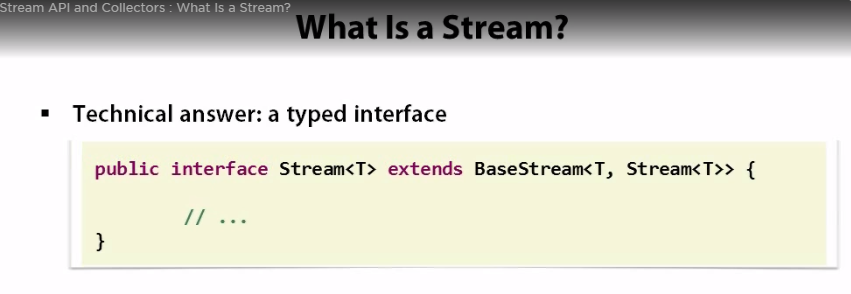 Stream API and Collectors : What Is a Stream?
What Is a Stream?
▪ Technical answer: a typed interface
public interface Stream<T> extends BaseStream<T, Stream<T>> {
// ...
}